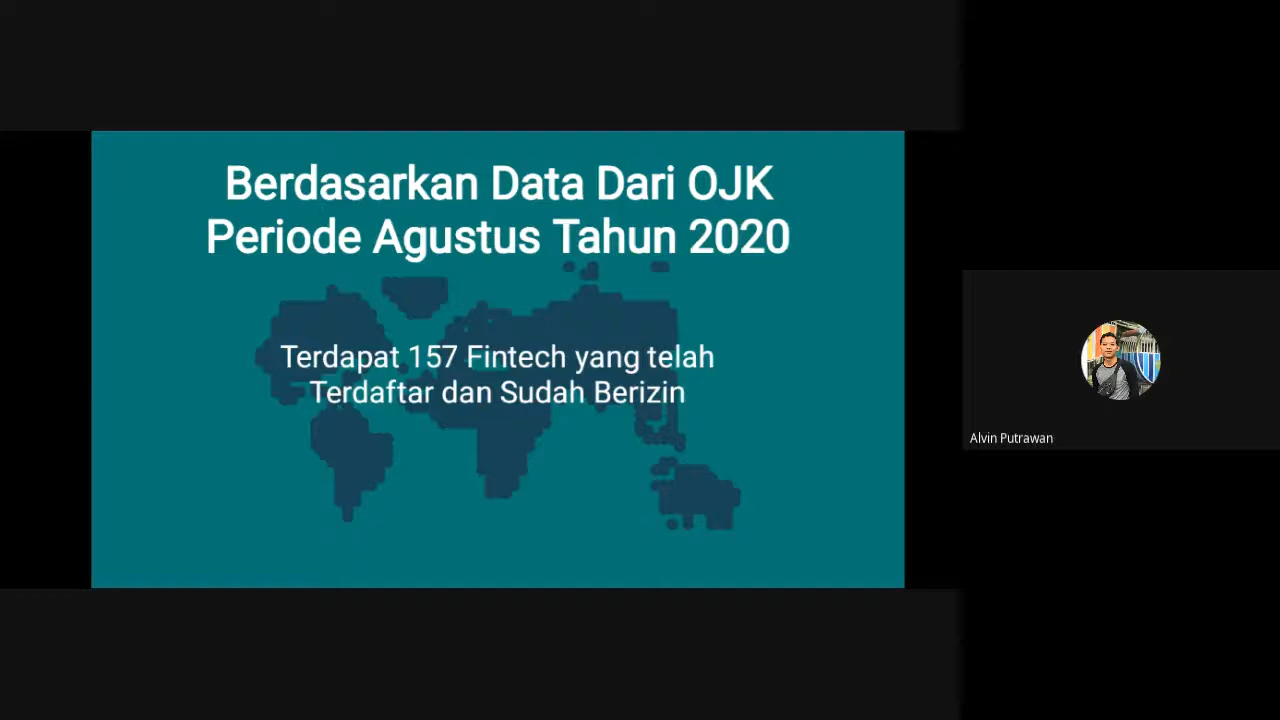 Berdasarkan Data Dari OJK
Periode Agustus Tahun 2020
Terdapat 157 Fintech yang telah
Terdaftar dan Sudah Berizin
Alvin Putrawan